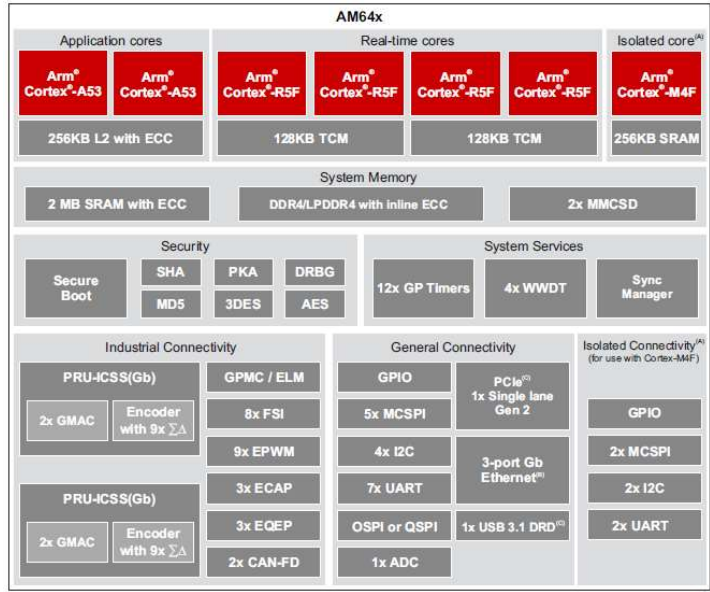 AM64x
Application cores
Real-time cores
Isolated core(A)
Arm®
Cortex®-A53
Arm®
Cortex®-A53
Arm®
Cortex®-R5F
Arm®
Cortex®-R5F
Arm®
Cortex®-R5F
Arm®
Cortex®-R5F
Arm®
Cortex®-M4F
256KB L2 with ECC
128KB TCM
128KB TCM
256KB SRAM
System Memory
2 MB SRAM with ECC
DDR4/LPDDR4 with inline ECC
2x MMCSD
Security
Secure
Boot
SHA
PKA
DRBG
MD5
3DES
AES
System Services
12x GP Timers
4x WWDT
Sync
Manager
Industrial Connectivity
PRU-ICSS(Gb)
2x GMAC
Encoder
with 9x ∑Δ
PRU-ICSS(Gb)
2x GMAC
Encoder
with 9x ∑Δ
GPMC / ELM
8x FSI
9x EPWM
3x ECAP
3x EQEP
2x CAN-FD
General Connectivity
GPIO
5x MCSPI
4x I2C
7x UART
OSPI or QSPI
1x ADC
PCIe(C)
1x Single lane
Gen 2
3-port Gb
Ethernet(B)
1x USB 3.1 DRD(C)
Isolated Connectivity(A)
(for use with Cortex-M4F)
GPIO
2x MCSPI
2x I2C
2x UART